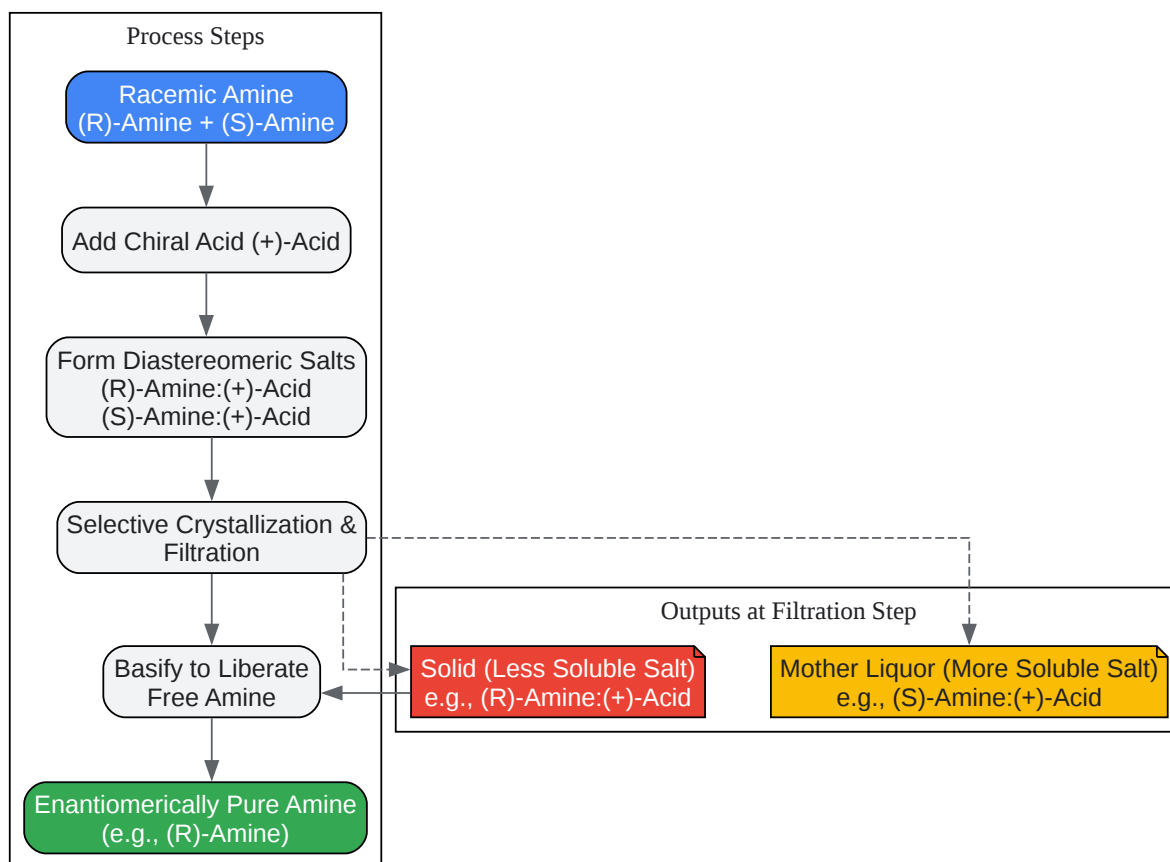 Process Steps
Racemic Amine
(R)-Amine + (S)-Amine
Add Chiral Acid (+)-Acid
Form Diastereomeric Salts
(R)-Amine:(+)-Acid
(S)-Amine:(+)-Acid
Selective Crystallization &
Filtration
Basify to Liberate
Free Amine
Enantiomerically Pure Amine
(e.g., (R)-Amine)
Outputs at Filtration Step
Solid (Less Soluble Salt)
e.g., (R)-Amine:(+)-Acid
Mother Liquor (More Soluble Salt)
e.g., (S)-Amine:(+)-Acid